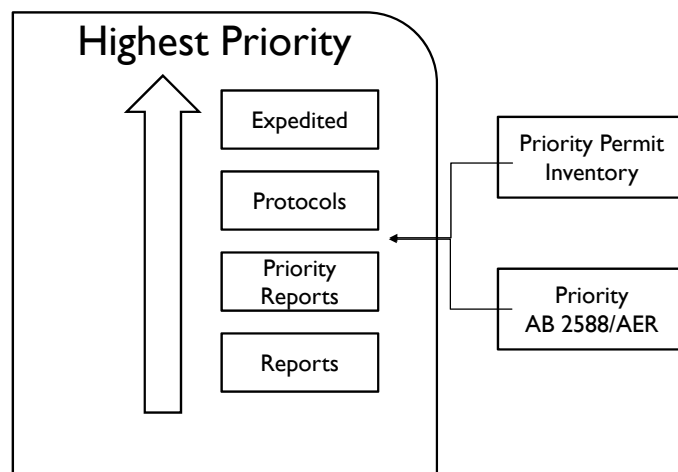 Highest Priority
Expedited
Protocols
Priority
Reports
Reports
Priority Permit
Inventory
Priority
AB 2588/AER